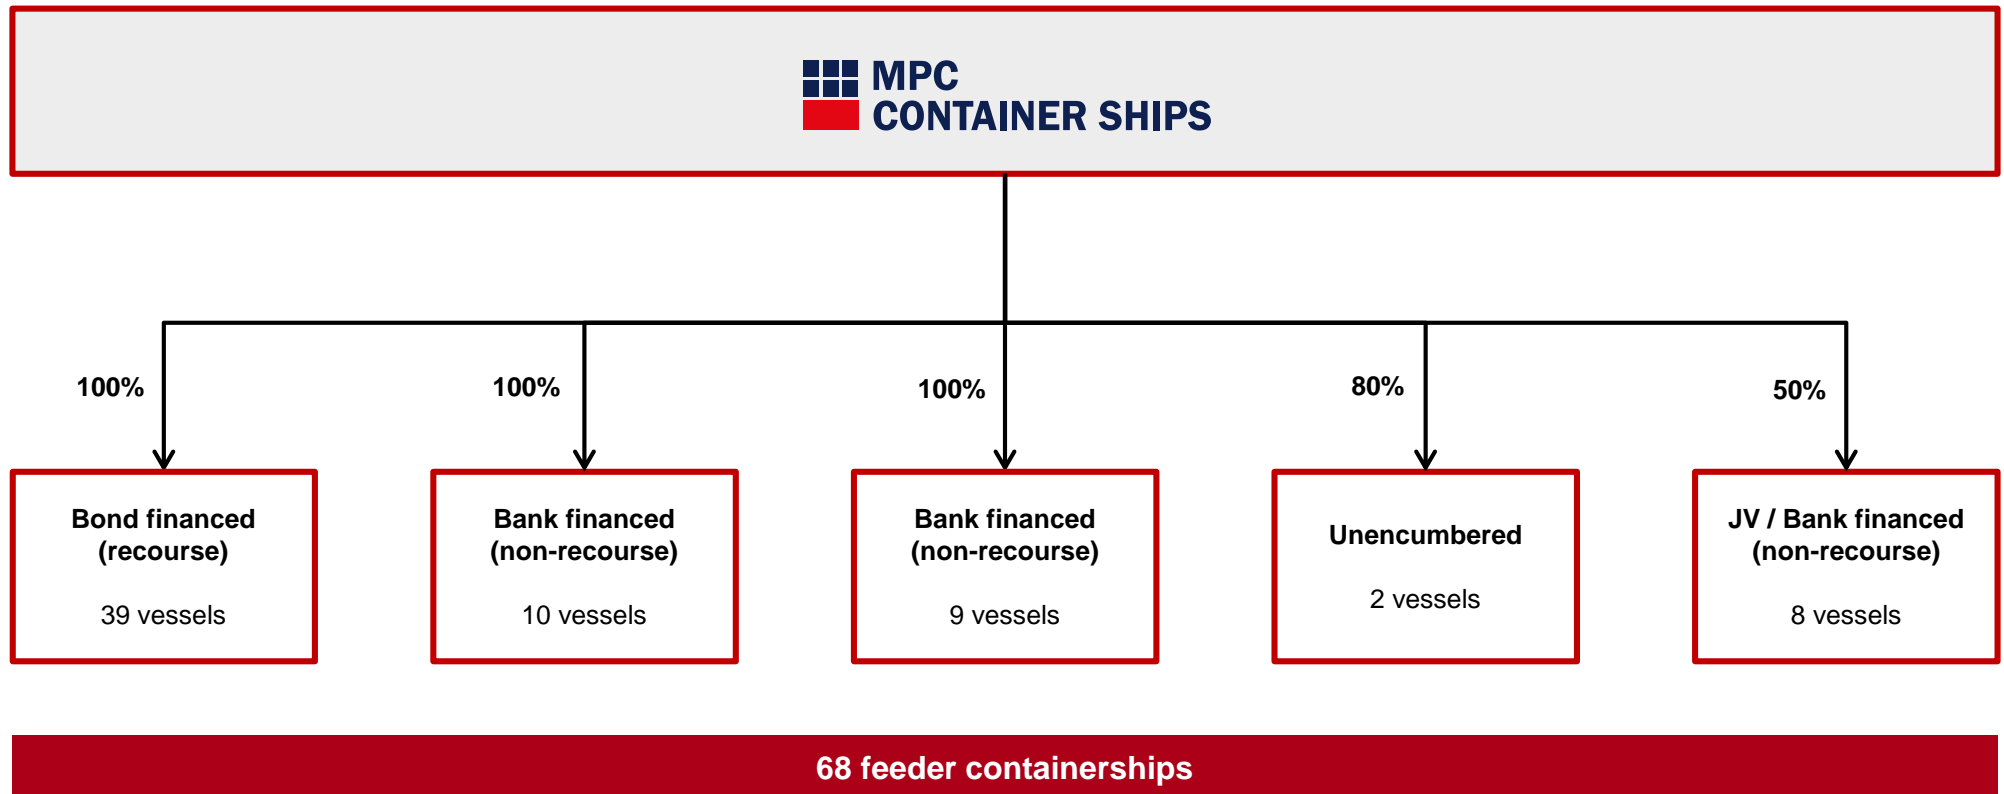 MPC
CONTAINER SHIPS
100%
100%
100%
80%
50%
Bond financed
(recourse)
39 vessels
Bank financed
(non-recourse)
10 vessels
Bank financed
(non-recourse)
9 vessels
Unencumbered
2 vessels
JV / Bank financed
(non-recourse)
8 vessels
68 feeder containerships